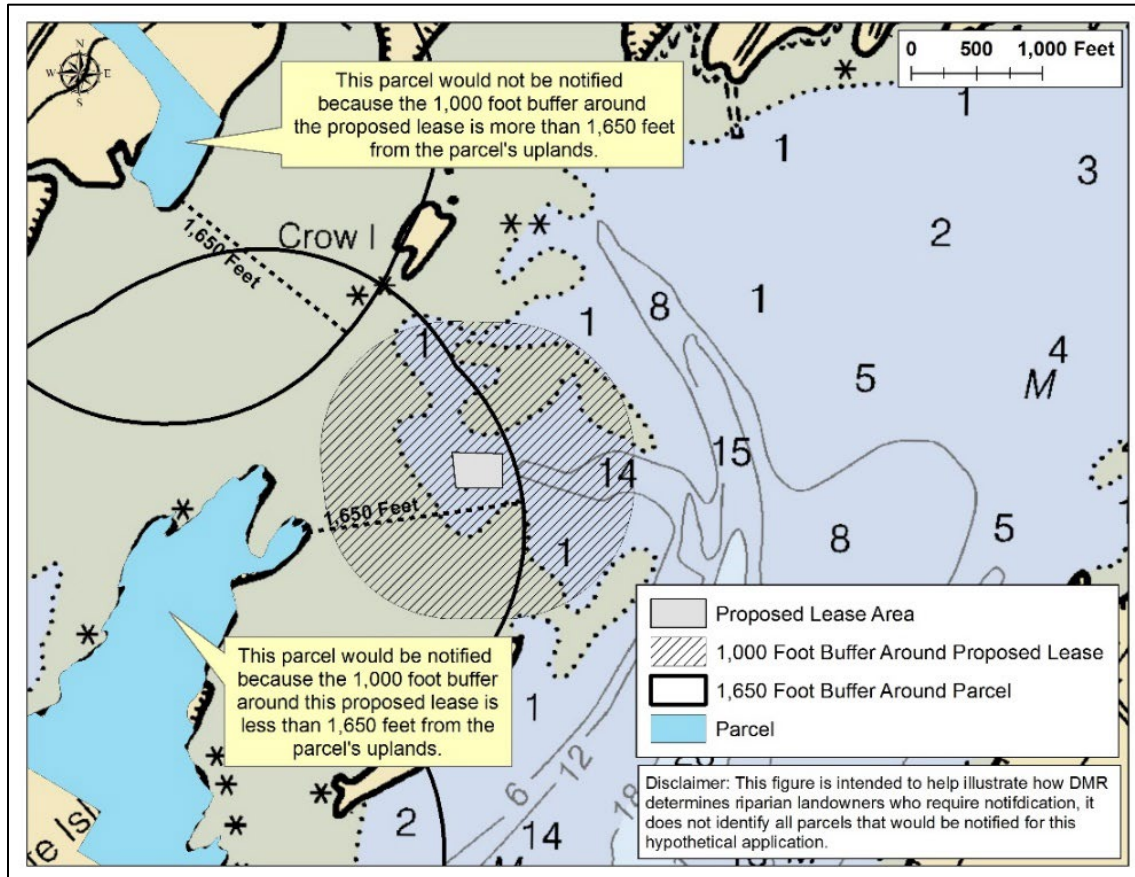 N
W E
S
0 500 1,000 Feet
This parcel would not be notified
because the 1,000 foot buffer around
the proposed lease is more than 1,650 feet
from the parcel's uplands.
1
1
3
2
Crow I
1,650 Feet
8
1
1
1
4
5
M
15
14
1,650 Feet
8
5
1
Proposed Lease Area
1,000 Foot Buffer Around Proposed Lease
1,650 Foot Buffer Around Parcel
Parcel
This parcel would be notified
because the 1,000 foot buffer
around this proposed lease is
less than 1,650 feet from the
parcel's uplands.
1
6
12
18
2
14
re Isl
Disclaimer: This figure is intended to help illustrate how DMR
determines riparian landowners who require notifdication, it
does not identify all parcels that would be notified for this
hypothetical application.